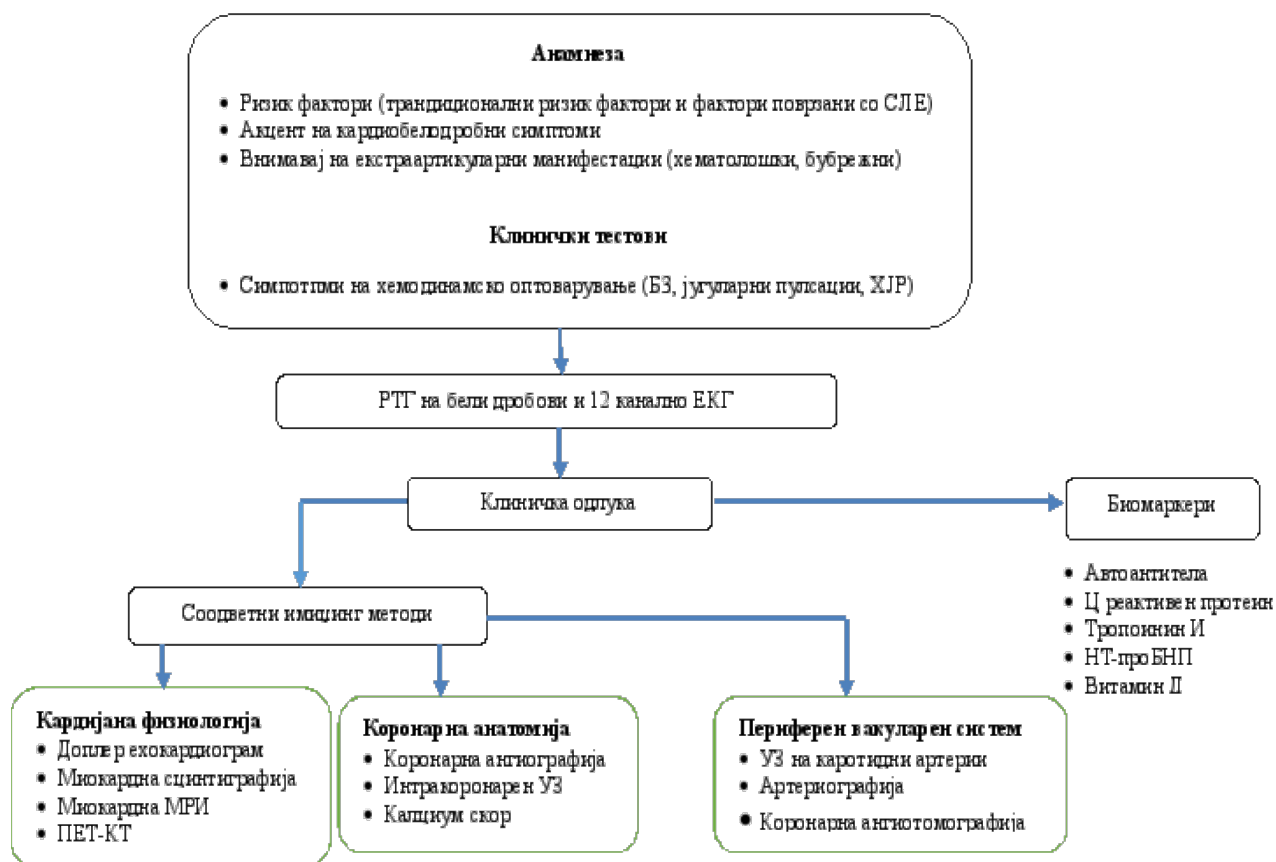 Анамнеза
• Ризик фактори (трандиционални ризик фактори и фактори поврзани со СЛЕ)
• Акцент на кардиобелодробни симптоми
• Внимавај на екстраартикуларни манифестации (хематолошки, бубрежни)
Клинички тестови
• Симпотпми на хемодинамско оптоварување (БЗ, југуларни пулсации, ХЈР)
РТГ на бели дробови и 12 канално ЕКГ
Клиничка одлука
Биомаркери
• Автоантитела
• Ц реактивен протеин
• Тропоинин И
• НТ-проБНП
• Витамин Д
Соодветни имиџинг методи
Кардијана физиологија
• Доплер ехокардиограм
• Миокардна сцинтиграфија
• Миокардна МРИ
• ПЕТ-КТ
Коронарна анатомија
• Коронарна ангиографија
• Интракоронарен УЗ
• Калциум скор
Периферен вакуларен систем
• УЗ на каротидни артерии
• Артериографија
• Коронарна ангиотомографија